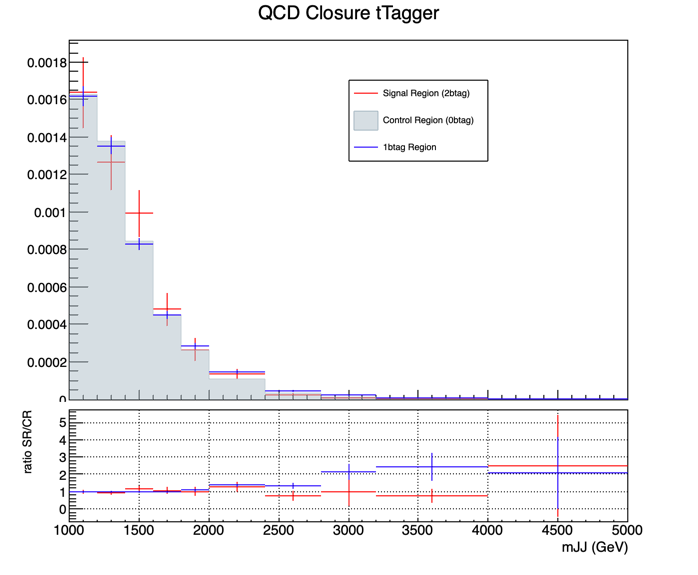 QCD Closure tTagger
0.0018
0.0016
0.0014
0.0012
0.001
0.0008
0.0006
0.0004
0.0002
0
Signal Region (2btag)
Control Region (0btag)
1btag Region
ratio SR/CR
5
4
3
2
1
0
1000 1500 2000 2500 3000 3500 4000 4500 5000
mJJ (GeV)